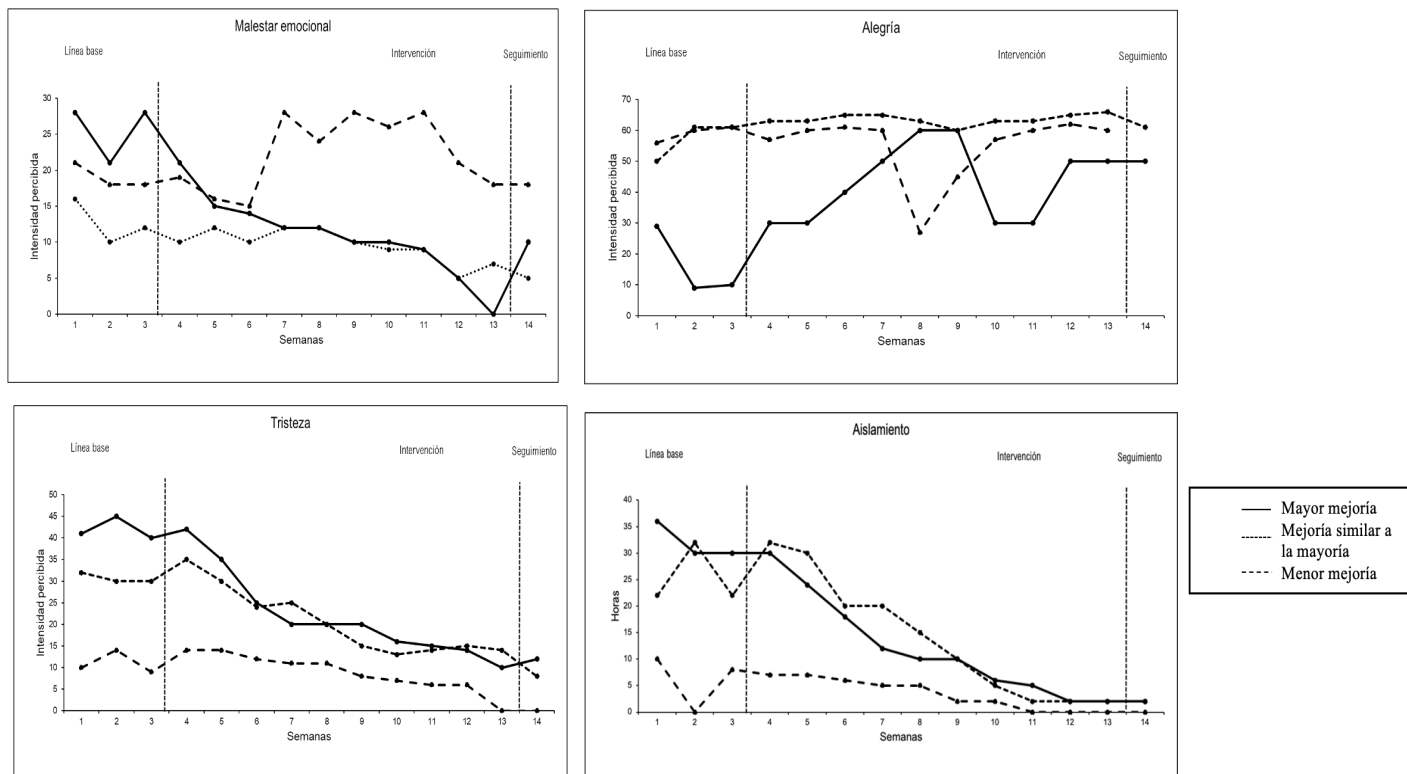 Malestar emocional
Línea base
Intervención
Seguimiento
Intensidad percibida
30
25
20
15
10
5
0
1 2 3 4 5 6 7 8 9 10 11 12 13 14
Semanas
Alegría
Línea base
Intervención
Seguimiento
Intensidad percibida
70
60
50
40
30
20
10
0
1 2 3 4 5 6 7 8 9 10 11 12 13 14
Semanas
Tristeza
Línea base
Intervención
Seguimiento
Intensidad percibida
50
45
40
35
30
25
20
15
10
5
0
1 2 3 4 5 6 7 8 9 10 11 12 13 14
Semanas
Aislamiento
Línea base
Intervención
Seguimiento
Horas
40
35
30
25
20
15
10
5
0
1 2 3 4 5 6 7 8 9 10 11 12 13 14
Semanas
Mayor mejoría
Mejoría similar a
la mayoría
Menor mejoría